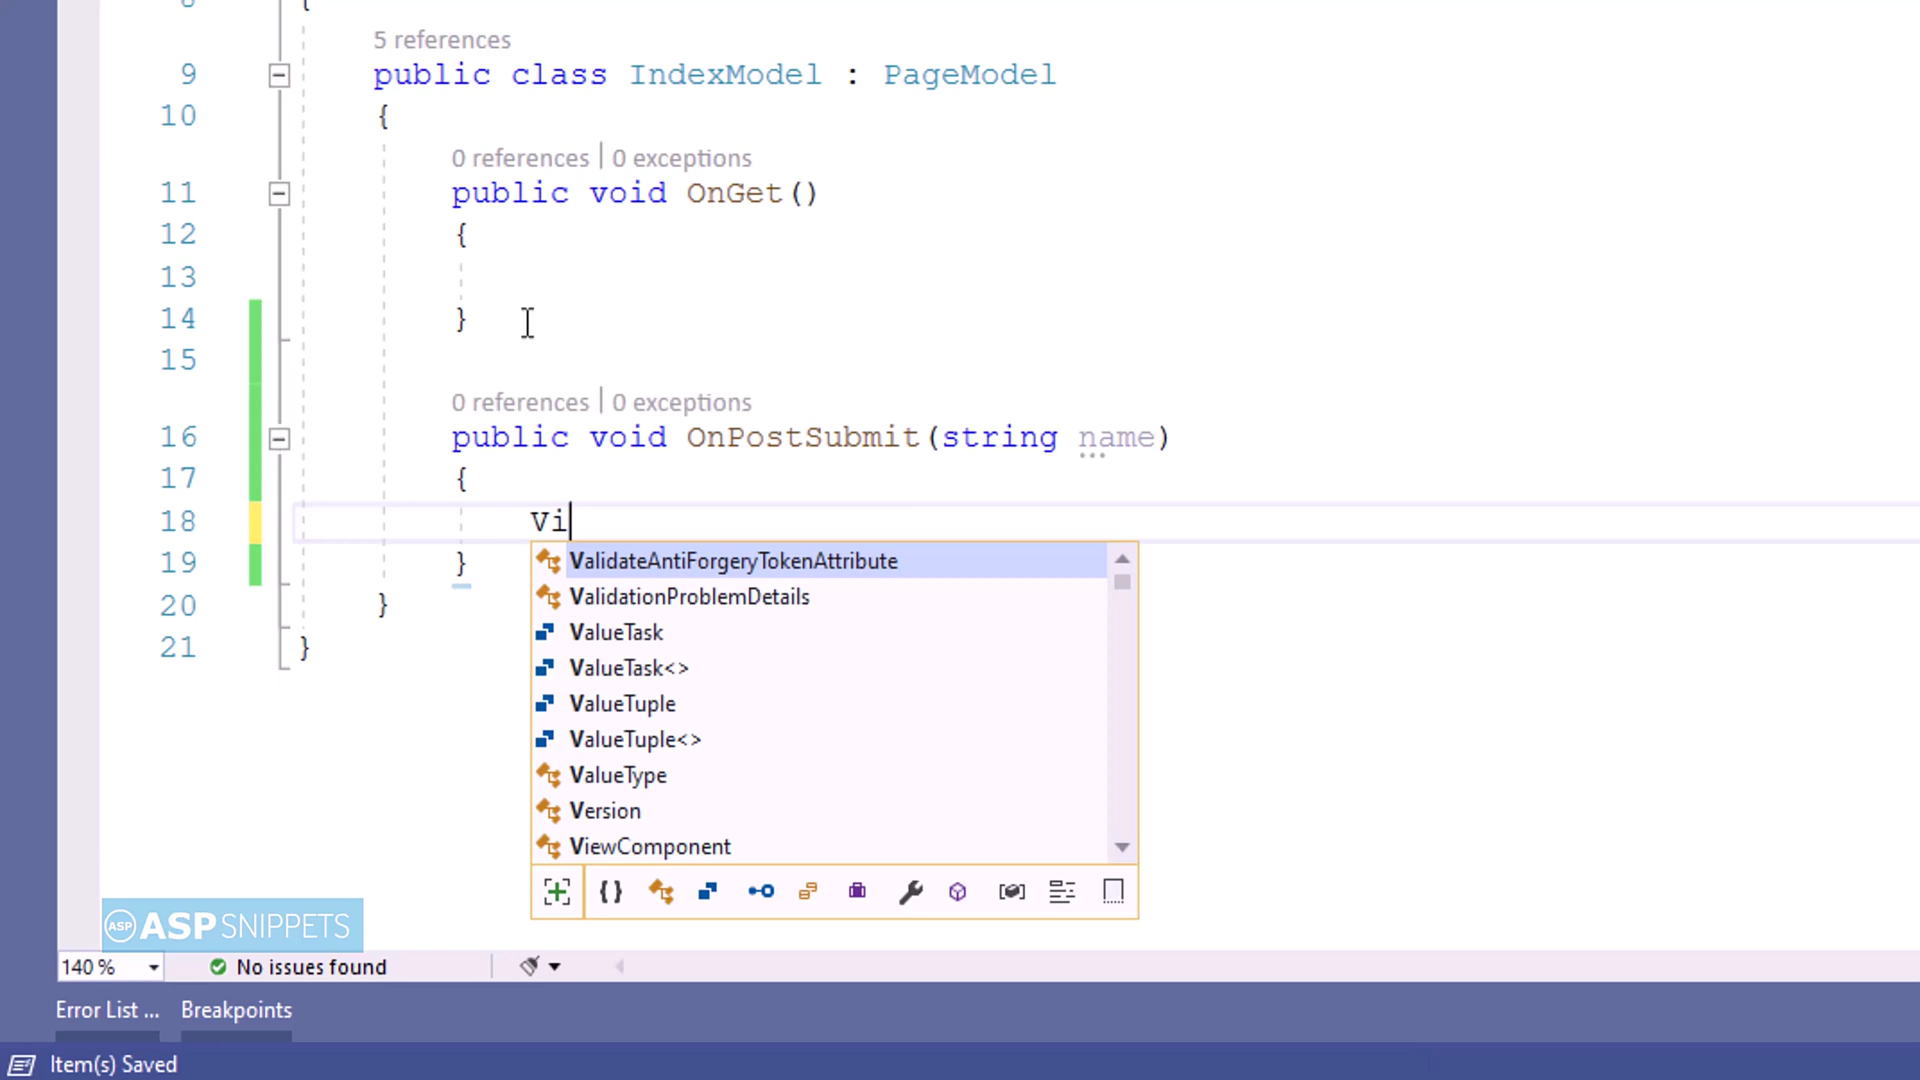 {
5 references
9 public class IndexModel : PageModel
10 {
0 references | 0 exceptions
11 public void OnGet()
12 {
13
14 }
15
0 references | 0 exceptions
16 public void OnPostSubmit(string name)
17 {
18 Vi
19 }
20 }
21 }
ValidateAntiForgeryTokenAttribute
ValidationProblemDetails
ValueTask
ValueTask<>
ValueTuple
ValueTuple<>
ValueType
Version
ViewComponent
ASP ASPSNIPPETS
140 % No issues found
Error List ... Breakpoints
Item(s) Saved